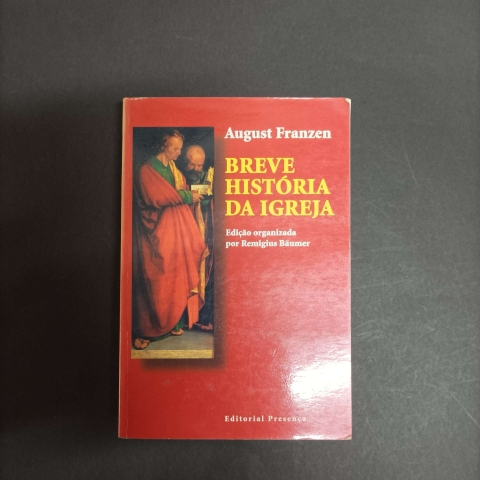 August Franzen
BREVE
HISTÓRIA
DA IGREJA
Edição organizada
por Remigius Bäumer
Editorial Presença